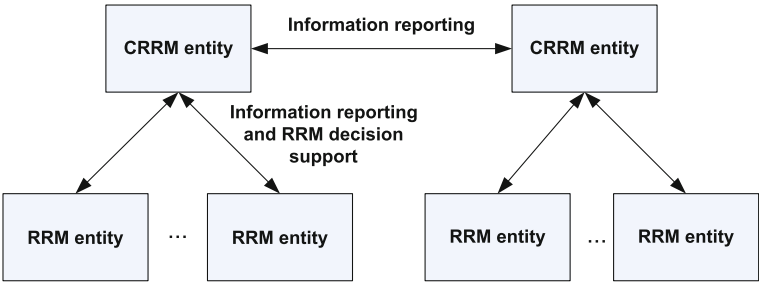 Information reporting
CRRM entity
CRRM entity
Information reporting
and RRM decision
support
RRM entity
...
RRM entity
RRM entity
...
RRM entity